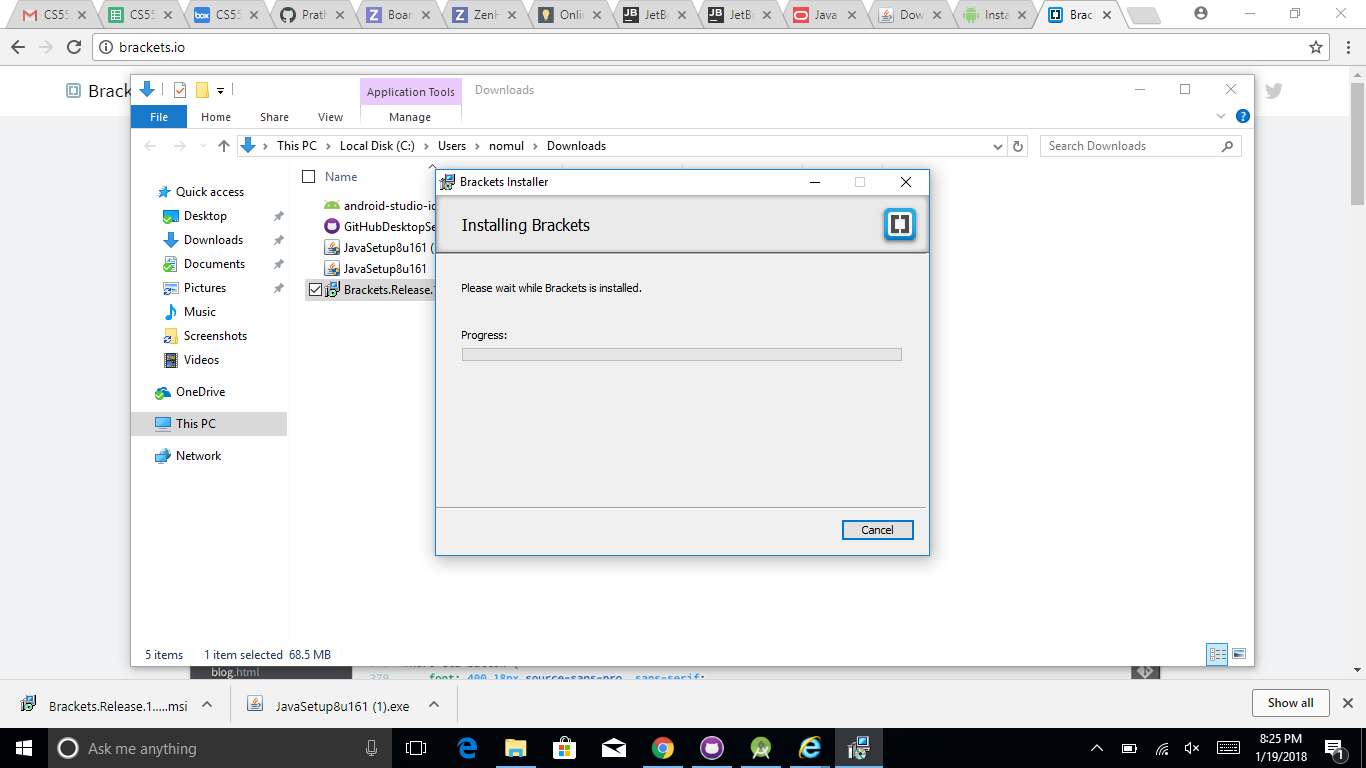 CS55
CS55
CS55
Prath
Boar
ZenH
Onli
JetB
JetB
Java
Dow
Insta
Brac
brackets.io
Brack
Application Tools
Downloads
File
Home
Share
View
Manage
This PC
Local Disk (C:)
Users
nomul
Downloads
Search Downloads
Name
Quick access
Desktop
Downloads
Documents
Pictures
Music
Screenshots
Videos
OneDrive
This PC
Network
android-studio-id
GitHubDesktopSe
JavaSetup8u161 (
JavaSetup8u161
Brackets.Release.1
Brackets Installer
Installing Brackets
Please wait while Brackets is installed.
Progress:
Cancel
5 items
1 item selected 68.5 MB
blog.html
379
font: 400 18px source-sans-pro, sans-serif;
Brackets.Release.1.....msi
JavaSetup8u161 (1).exe
Show all
Ask me anything
8:25 PM
1/19/2018
1